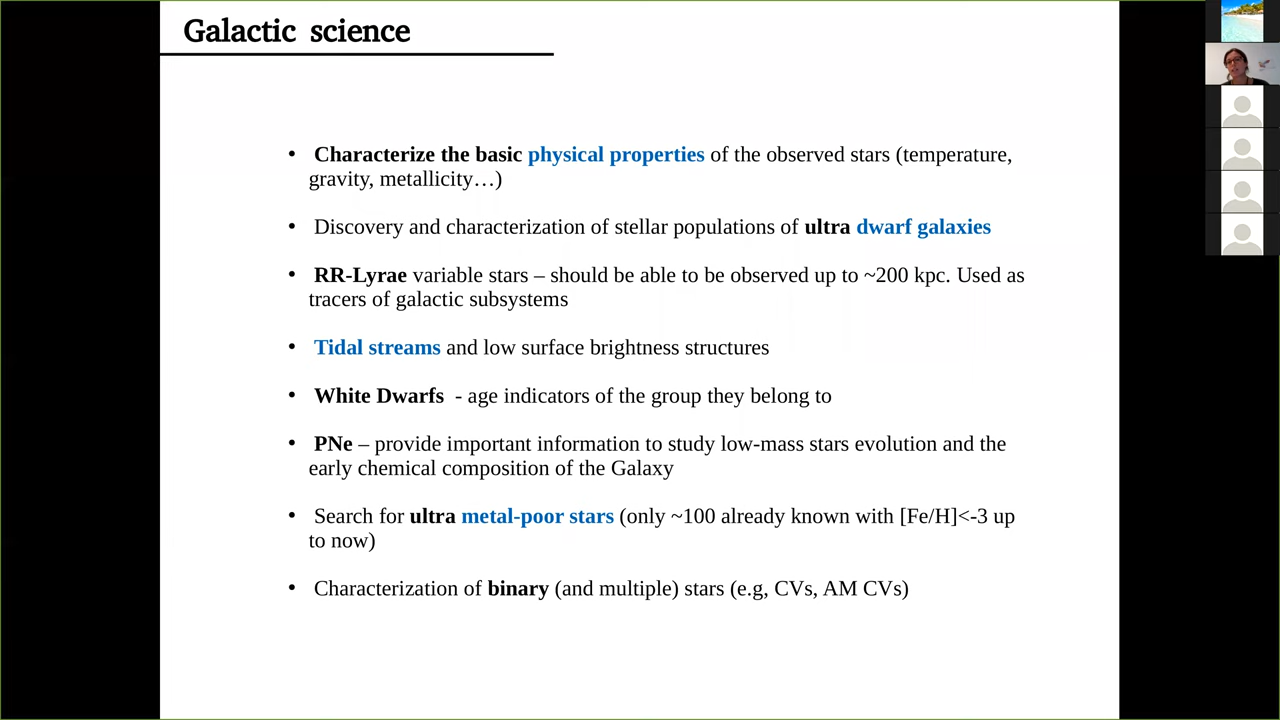 Galactic science
• Characterize the basic physical properties of the observed stars (temperature,
gravity, metallicity…)
• Discovery and characterization of stellar populations of ultra dwarf galaxies
• RR-Lyrae variable stars – should be able to be observed up to ~200 kpc. Used as
tracers of galactic subsystems
• Tidal streams and low surface brightness structures
• White Dwarfs - age indicators of the group they belong to
• PNe – provide important information to study low-mass stars evolution and the
early chemical composition of the Galaxy
• Search for ultra metal-poor stars (only ~100 already known with [Fe/H]<-3 up
to now)
• Characterization of binary (and multiple) stars (e.g, CVs, AM CVs)